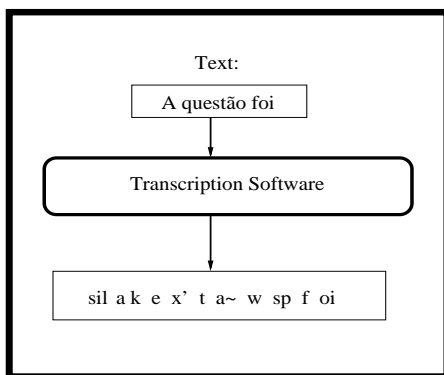 Text:
A questão foi
Transcription Software
sil a k e x' t a~ w sp f oi